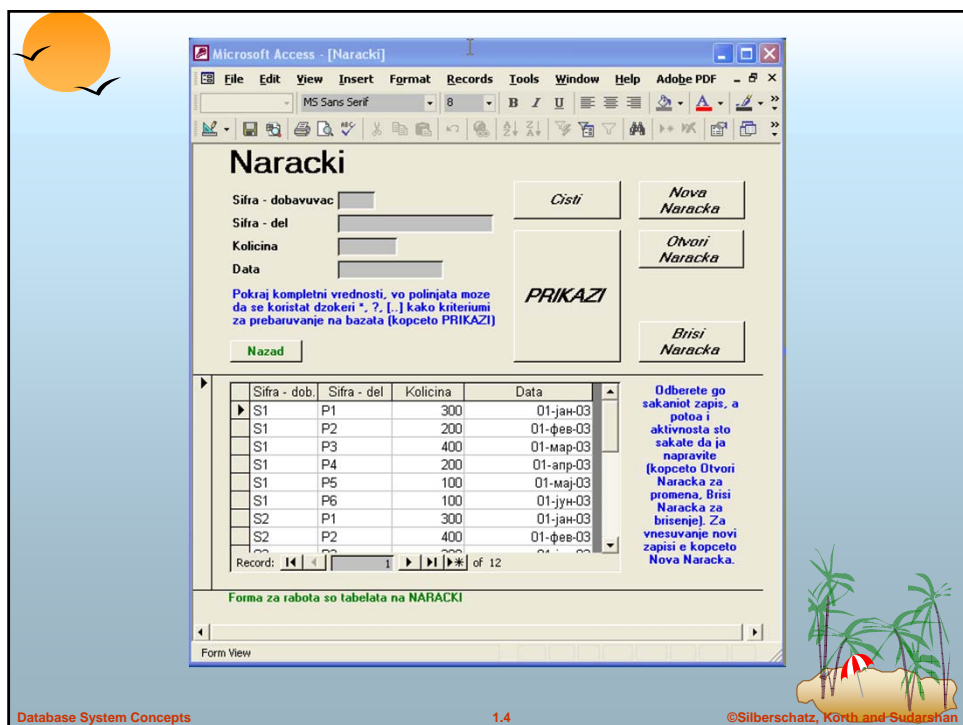 Microsoft Access - [Naracki]
File Edit View Insert Format Records Tools Window Help Adobe PDF
MS Sans Serif 8 B I U
Naracki
Sifra - dobavuvac
Sifra - del
Kolicina
Data
Pokraj kompletni vrednosti, vo polinjata moze
da se koristat dzokeri *, ?, [..] kako kriteriumi
za prebaruvanje na bazata (kopceto PRIKAZI)
Nazad
Cisti
PRIKAZI
Nova
Naracka
Otvori
Naracka
Brisi
Naracka
Sifra - dob. Sifra - del Kolicina Data
S1 P1 300 01-јан-03
S1 P2 200 01-фев-03
S1 P3 400 01-мар-03
S1 P4 200 01-апр-03
S1 P5 100 01-мај-03
S1 P6 100 01-јун-03
S2 P1 300 01-јан-03
S2 P2 400 01-фев-03
Record: 1 of 12
Odberete go
sakaniot zapis, a
potoa i
aktivnosta sto
sakate da ja
napravite
(kopceto Otvori
Naracka za
promena, Brisi
Naracka za
brisenje). Za
vnesuvanje novi
zapisi e kopceto
Nova Naracka.
Forma za rabota so tabelata na NARACKI
Form View
Database System Concepts 1.4 ©Silberschatz, Korth and Sudarshan